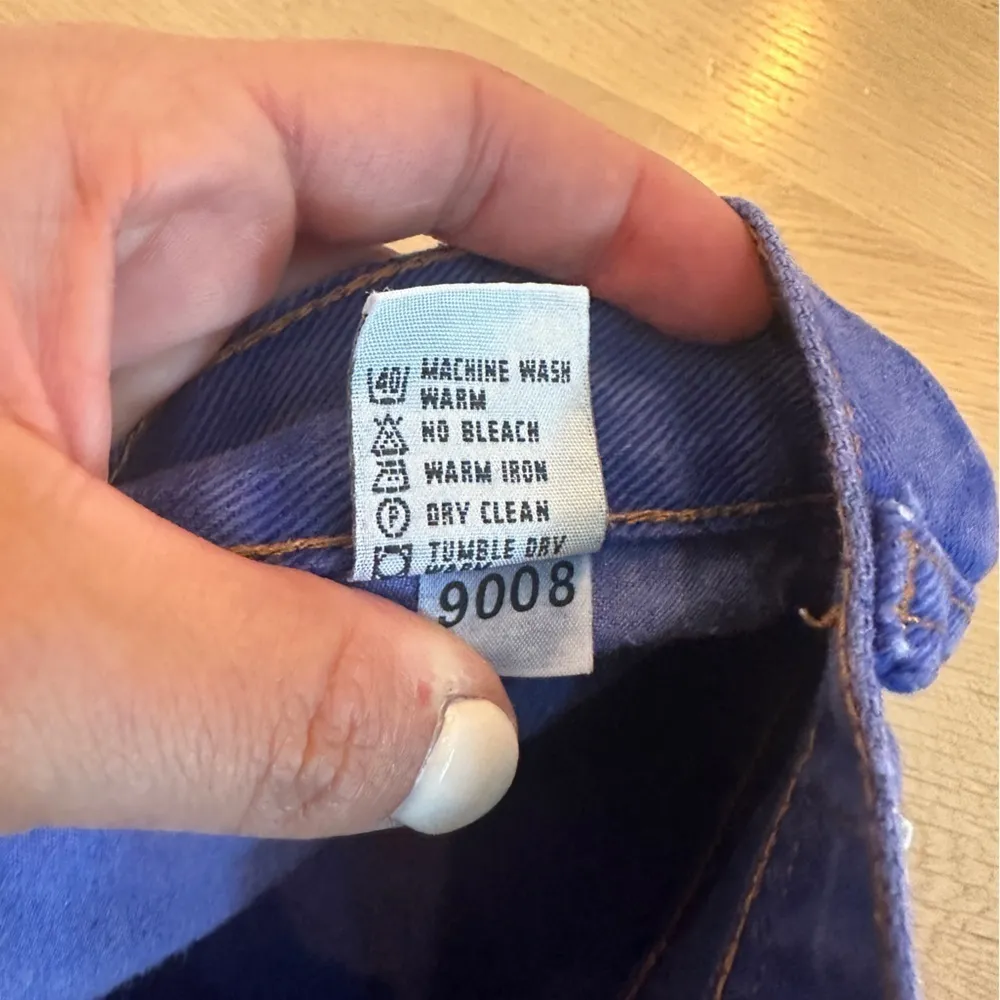 40 MACHINE WASH
WARM
NO BLEACH
WARM IRON
P DRY CLEAN
TUMBLE DRY
9008